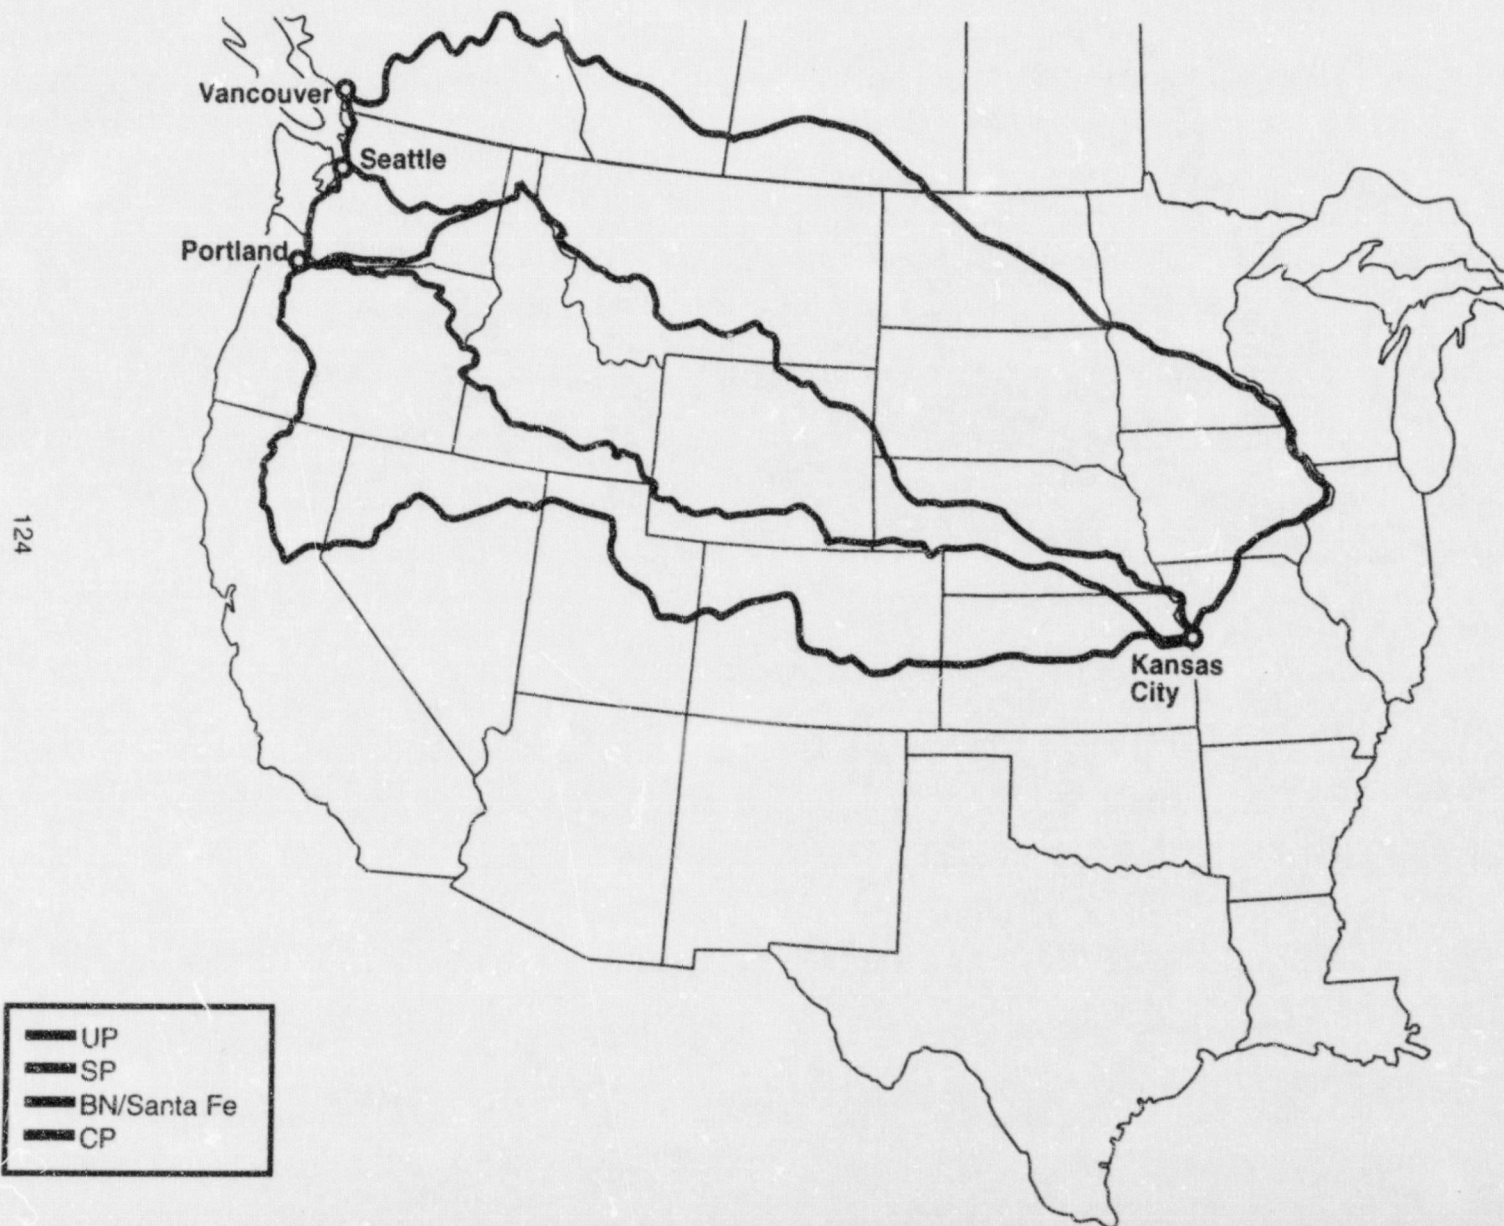 Vancouver
Seattle
Portland
Kansas
City
124
UP
SP
BN/Santa Fe
CP